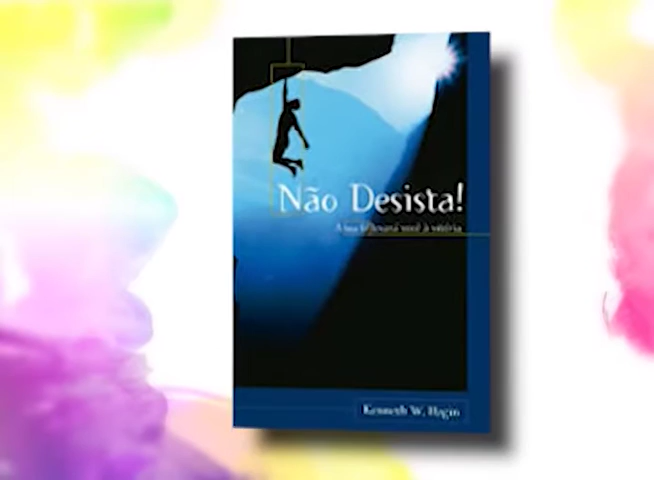 Não Desista!
A sua fé levará você à vitória
Kenneth W. Hagin